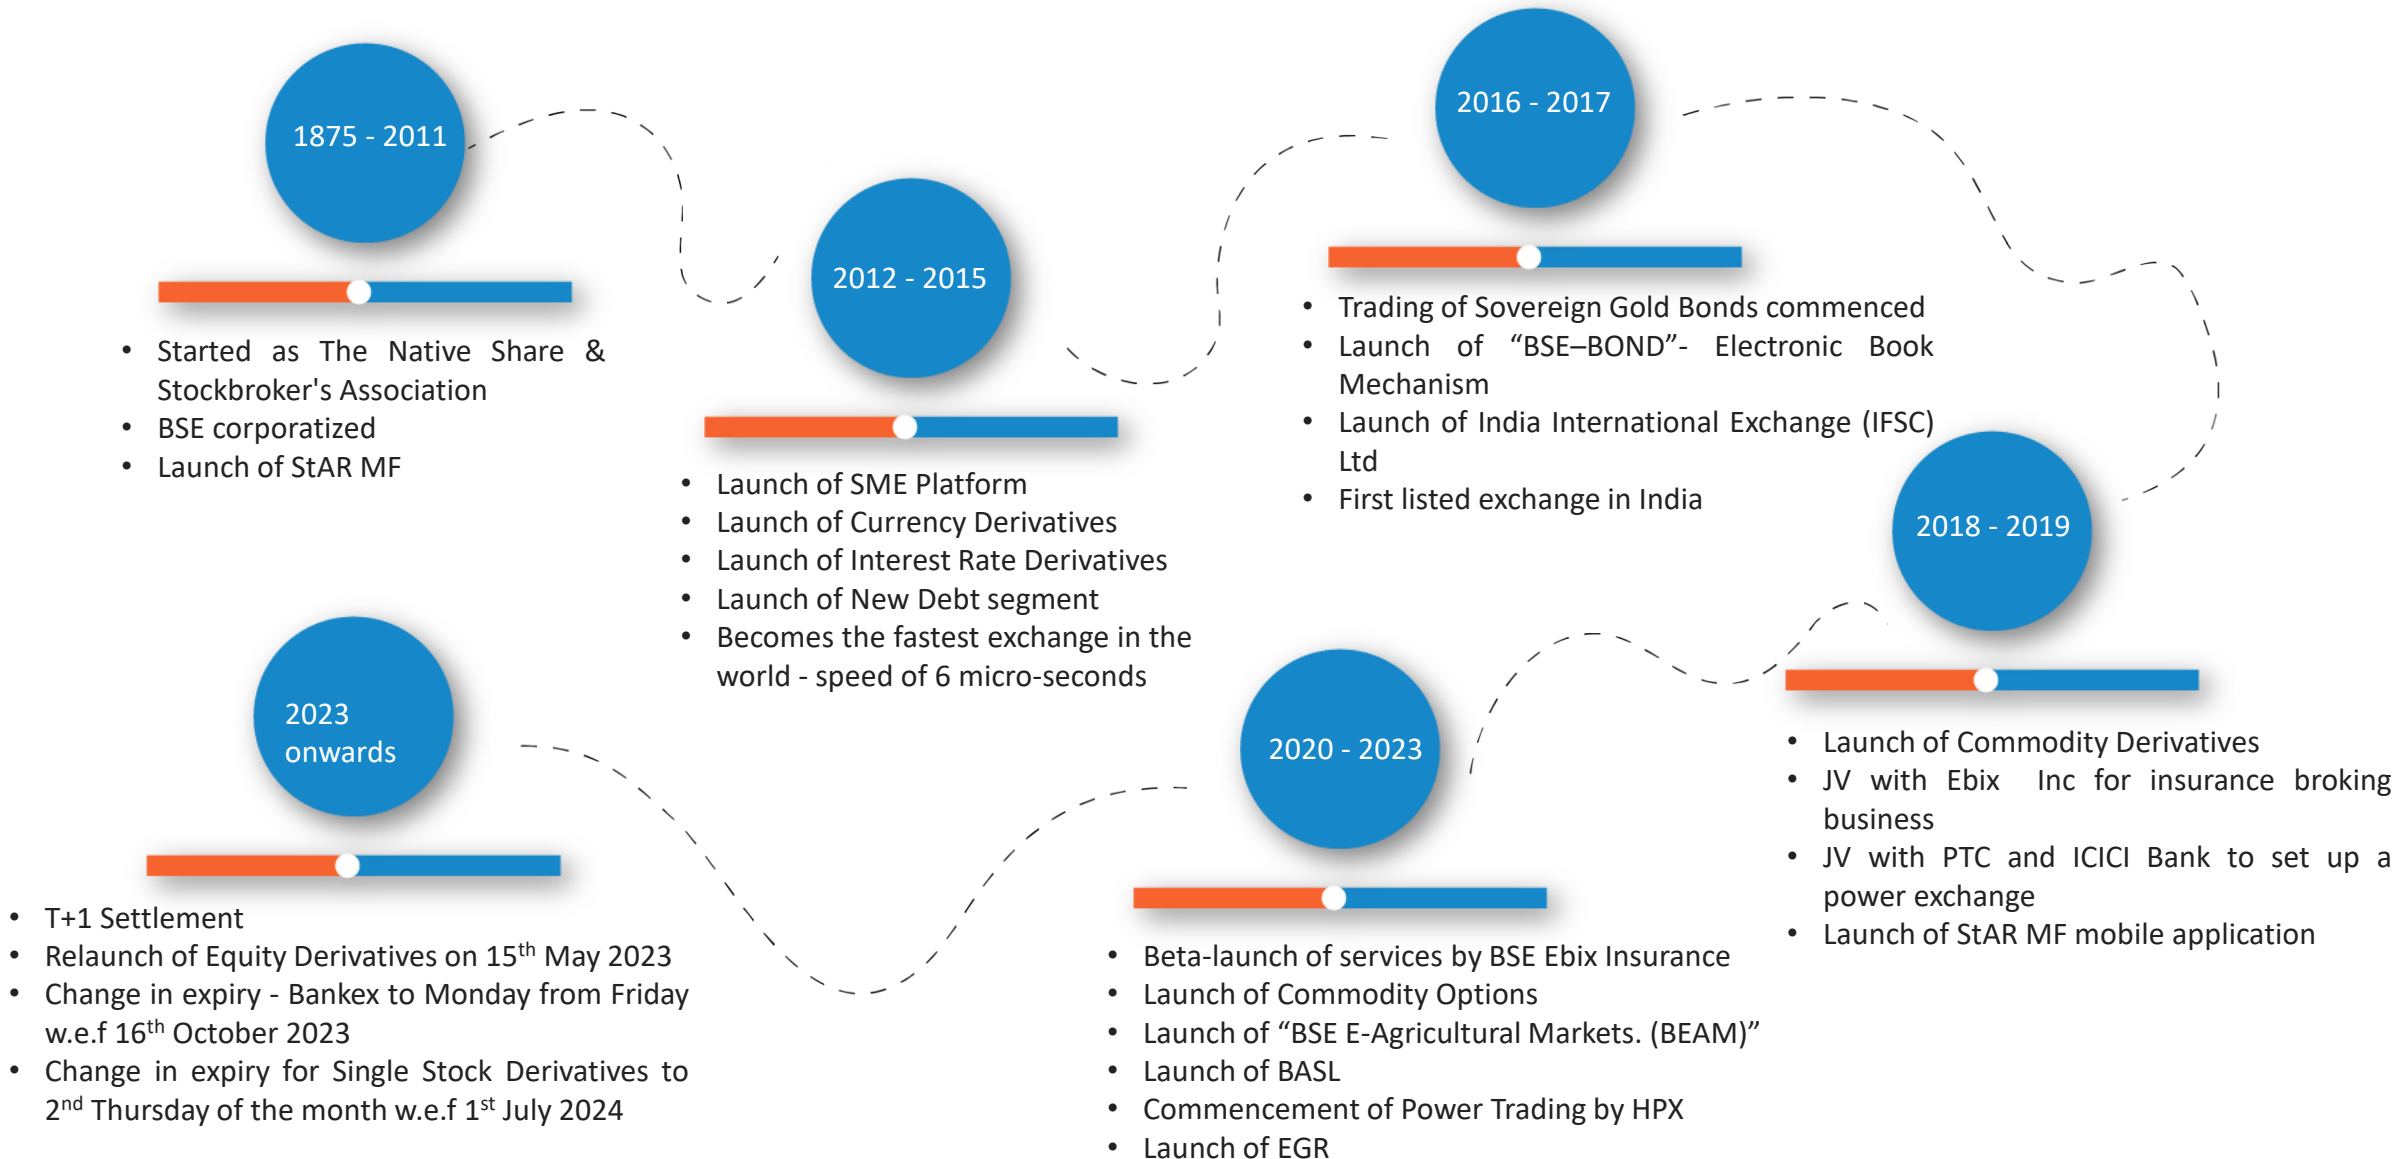 1875 - 2011
• Started as The Native Share &
Stockbroker's Association
• BSE corporatized
• Launch of StAR MF
2012 - 2015
• Launch of SME Platform
• Launch of Currency Derivatives
• Launch of Interest Rate Derivatives
• Launch of New Debt segment
• Becomes the fastest exchange in the
world - speed of 6 micro-seconds
2016 - 2017
• Trading of Sovereign Gold Bonds commenced
• Launch of “BSE–BOND”- Electronic Book
Mechanism
• Launch of India International Exchange (IFSC)
Ltd
• First listed exchange in India
2018 - 2019
• Launch of Commodity Derivatives
• JV with Ebix Inc for insurance broking
business
• JV with PTC and ICICI Bank to set up a
power exchange
• Launch of StAR MF mobile application
2020 - 2023
• Beta-launch of services by BSE Ebix Insurance
• Launch of Commodity Options
• Launch of “BSE E-Agricultural Markets. (BEAM)”
• Launch of BASL
• Commencement of Power Trading by HPX
• Launch of EGR
2023
onwards
• T+1 Settlement
• Relaunch of Equity Derivatives on 15th May 2023
• Change in expiry - Bankex to Monday from Friday
w.e.f 16th October 2023
• Change in expiry for Single Stock Derivatives to
2nd Thursday of the month w.e.f 1st July 2024